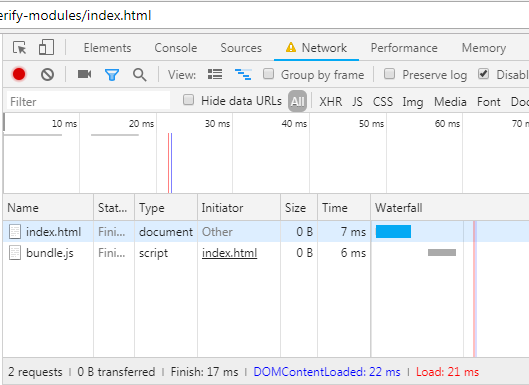 erify-modules/index.html
Elements Console Sources Network Performance Memory
View: Group by frame Preserve log Disabl
Filter Hide data URLs All XHR JS CSS Img Media Font Doc
10 ms 20 ms 30 ms 40 ms 50 ms 60 ms 70 m
Name Stat... Type Initiator Size Time Waterfall
index.html Fini... document Other 0 B 7 ms
bundle.js Fini... script index.html 0 B 6 ms
2 requests I 0 B transferred I Finish: 17 ms I DOMContentLoaded: 22 ms I Load: 21 ms